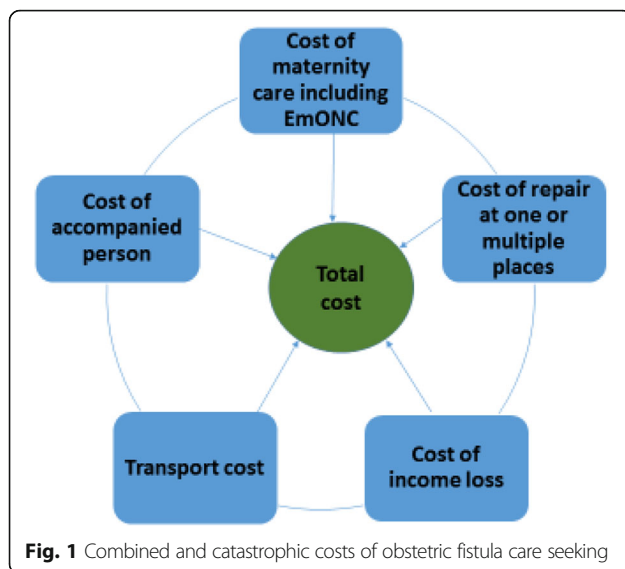 Cost of
maternity
care including
EmONC
Cost of
accompanied
person
Cost of repair
at one or
multiple
places
Total
cost
Transport cost
Cost of
income loss
Fig. 1 Combined and catastrophic costs of obstetric fistula care seeking